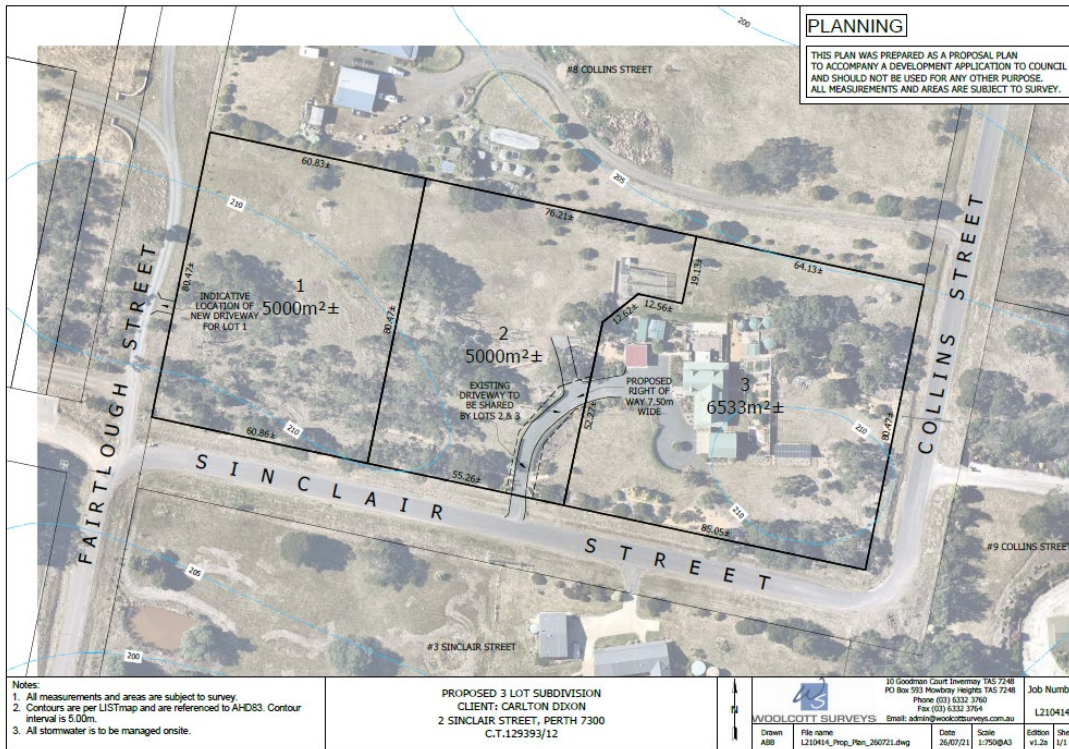 PLANNING
THIS PLAN WAS PREPARED AS A PROPOSAL PLAN
TO ACCOMPANY A DEVELOPMENT APPLICATION TO COUNCIL
AND SHOULD NOT BE USED FOR ANY OTHER PURPOSE.
ALL MEASUREMENTS AND AREAS ARE SUBJECT TO SURVEY.
200
#8 COLLINS STREET
205
60.83±
76.21±
64.13±
19.13±
12.56±
12.62±
210
80.47±
80.47±
52.27±
80.47±
1
5000m²±
INDICATIVE
LOCATION OF
NEW DRIVEWAY
FOR LOT 1
2
5000m²±
EXISTING
DRIVEWAY TO
BE SHARED
BY LOTS 2 & 3
PROPOSED
RIGHT OF
WAY 7.50m
WIDE
3
6533m²±
210
210
210
60.86±
55.26±
85.05±
FAIRTLOUGH STREET
SINCLAIR STREET
COLLINS STREET
#9 COLLINS STREET
205
#3 SINCLAIR STREET
200
Notes:
1. All measurements and areas are subject to survey.
2. Contours are per LISTmap and are referenced to AHD83. Contour
interval is 5.00m.
3. All stormwater is to be managed onsite.
PROPOSED 3 LOT SUBDIVISION
CLIENT: CARLTON DIXON
2 SINCLAIR STREET, PERTH 7300
C.T.129393/12
N
WS
WOOLCOTT SURVEYS
10 Goodman Court Invermay TAS 7248
PO Box 593 Mowbray Heights TAS 7248
Phone (03) 6332 3760
Fax (03) 6332 3764
Email: admin@woolcottsurveys.com.au
Job Numb
L210414
Drawn
ABB
File name
L210414_Prop_Plan_260721.dwg
Date
26/07/21
Scale
1:750@A3
Edition
v1.2a
Shee
1/1